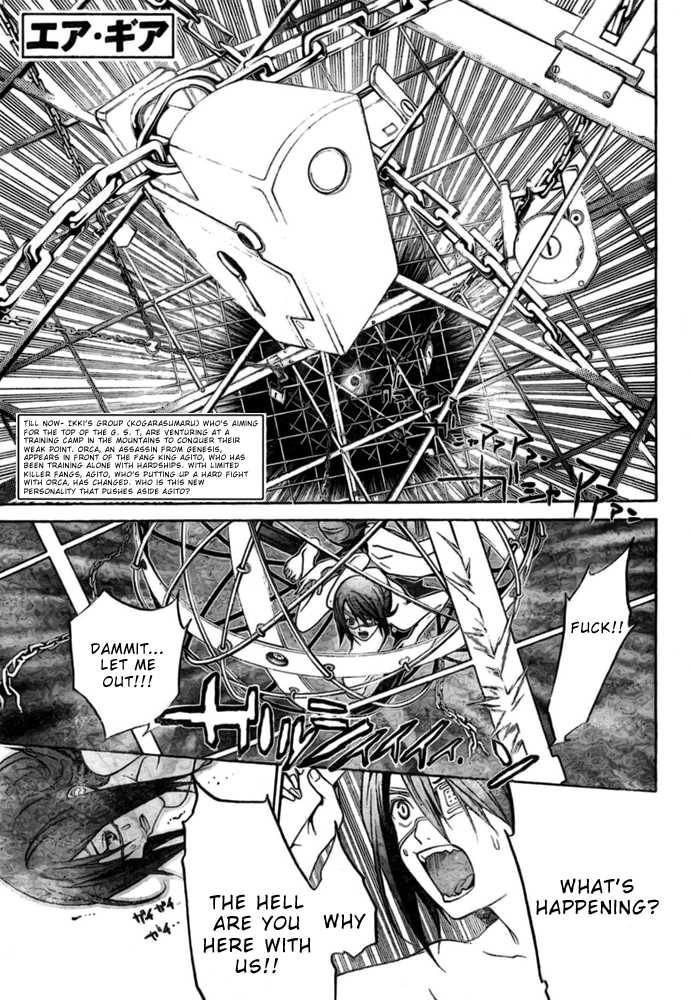 エア・ギア
TILL NOW- IKKI'S GROUP (KOGARASUMARU) WHO'S AIMING
FOR THE TOP OF THE G. S. T, ARE VENTURING AT A
TRAINING CAMP IN THE MOUNTAINS TO CONQUER THEIR
WEAK POINT. ORCA, AN ASSASSIN FROM GENESIS,
APPEARS IN FRONT OF THE FANG KING AGITO, WHO HAS
BEEN TRAINING ALONE WITH HARDSHIPS. WITH LIMITED
KILLER FANGS, AGITO, WHO'S PUTTING UP A HARD FIGHT
WITH ORCA, HAS CHANGED. WHO IS THIS NEW
PERSONALITY THAT PUSHES ASIDE AGITO?
FUCK!!
DAMMIT...
LET ME
OUT!!!
WHAT'S
HAPPENING?
WHY
THE HELL
ARE YOU
HERE WITH
US!!